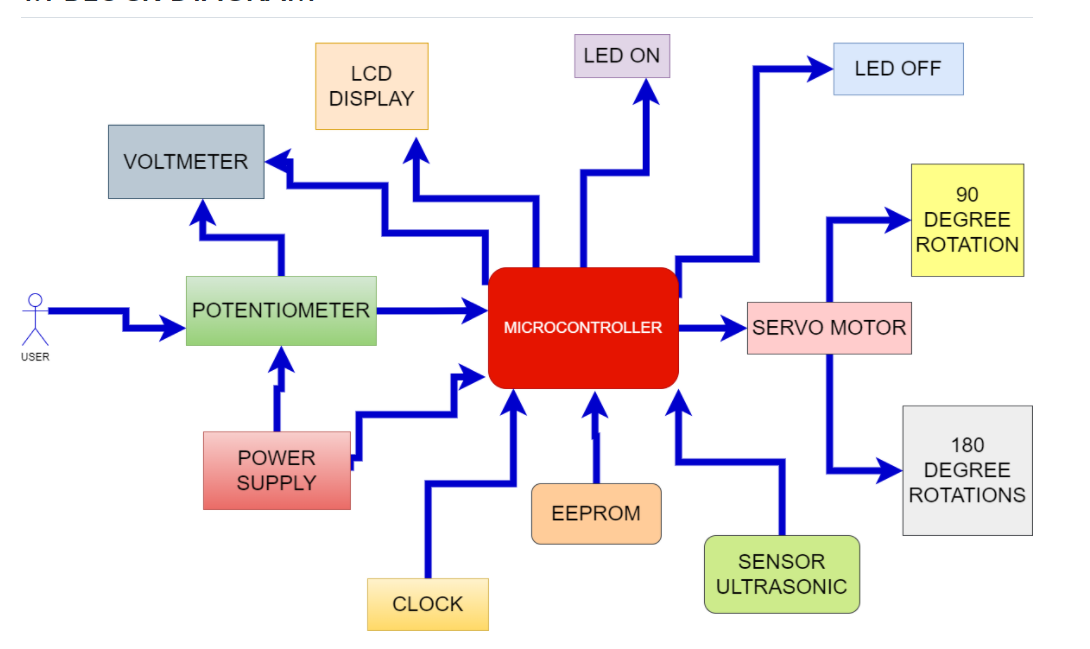 LED ON
LED OFF
LCD
DISPLAY
VOLTMETER
90
DEGREE
ROTATION
POTENTIOMETER
MICROCONTROLLER
SERVO MOTOR
USER
POWER
SUPPLY
180
DEGREE
ROTATIONS
EEPROM
SENSOR
ULTRASONIC
CLOCK